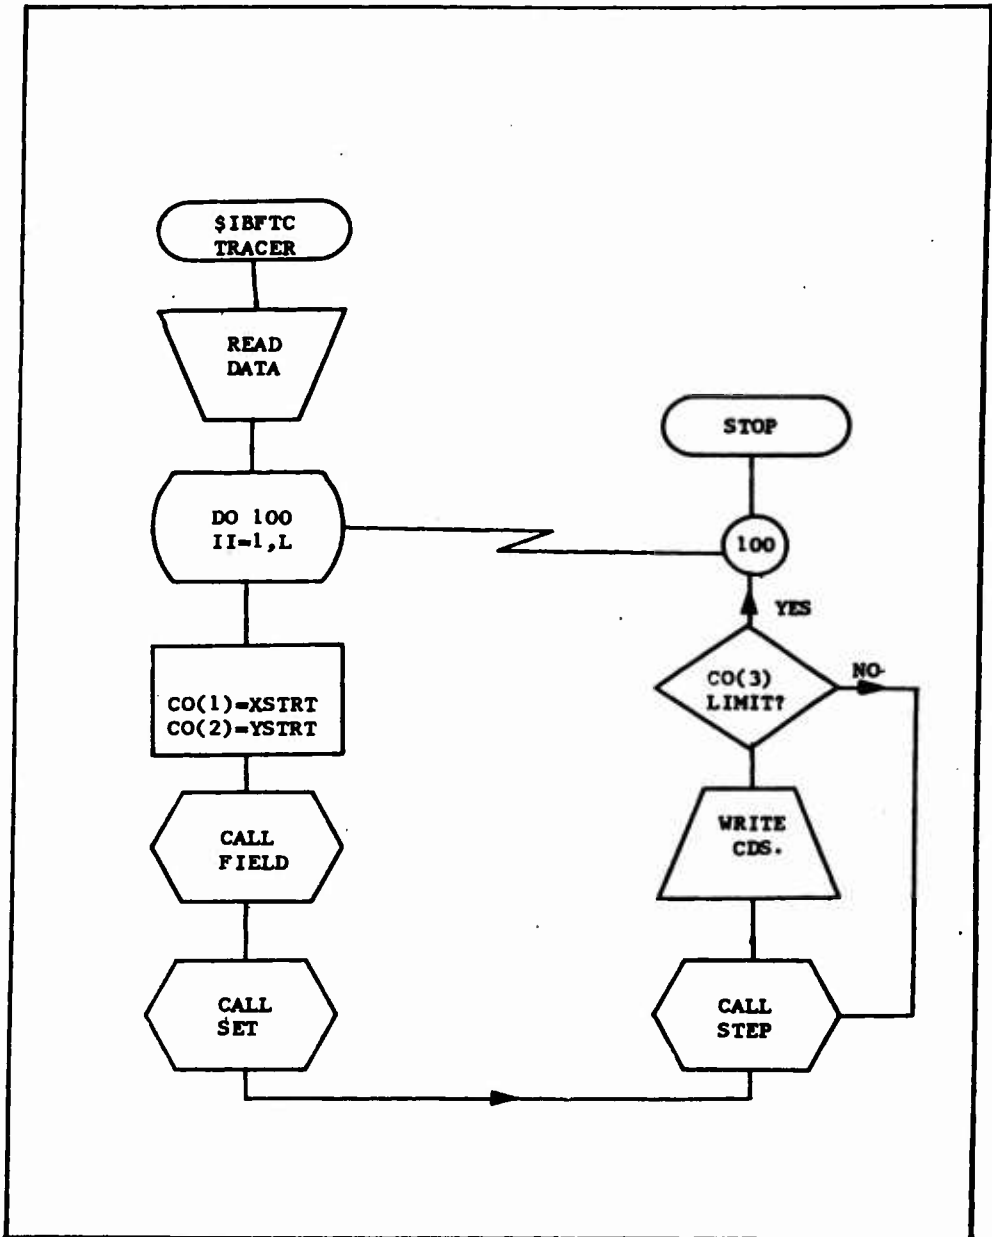 $IBFTC
TRACER
READ
DATA
DO 100
II=1,L
CO(1)=XSTRT
CO(2)=YSTRT
CALL
FIELD
CALL
SET
STOP
100
YES
CO(3)
LIMIT?
NO
WRITE
CDS.
CALL
STEP